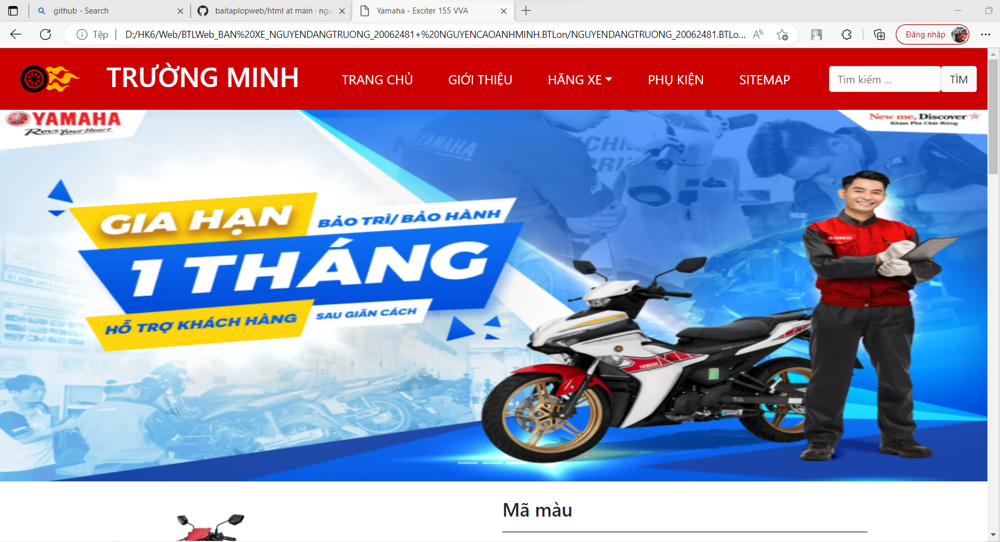 github - Search
baitaplopweb/html at main · ngu
Yamaha - Exciter 155 VVA
Tệp
D:/HK6/Web/BTLWeb_BAN%20XE_NGUYENDANGTRUONG_20062481+%20NGUYENCAOANHMINH.BTLon/NGUYENDANGTRUONG_20062481.BTLo...
Đăng nhập
TRƯỜNG MINH
TRANG CHỦ
GIỚI THIỆU
HÃNG XE
PHỤ KIỆN
SITEMAP
Tìm kiếm ...
TÌM
YAMAHA
Revs Your Heart
New me, Discover
Khám Phá Chất Riêng
YAMAHA
GIA HẠN
BẢO TRÌ/ BẢO HÀNH
1 THÁNG
HỖ TRỢ KHÁCH HÀNG
SAU GIÃN CÁCH
YAMAHA
YAMAHA
Mã màu